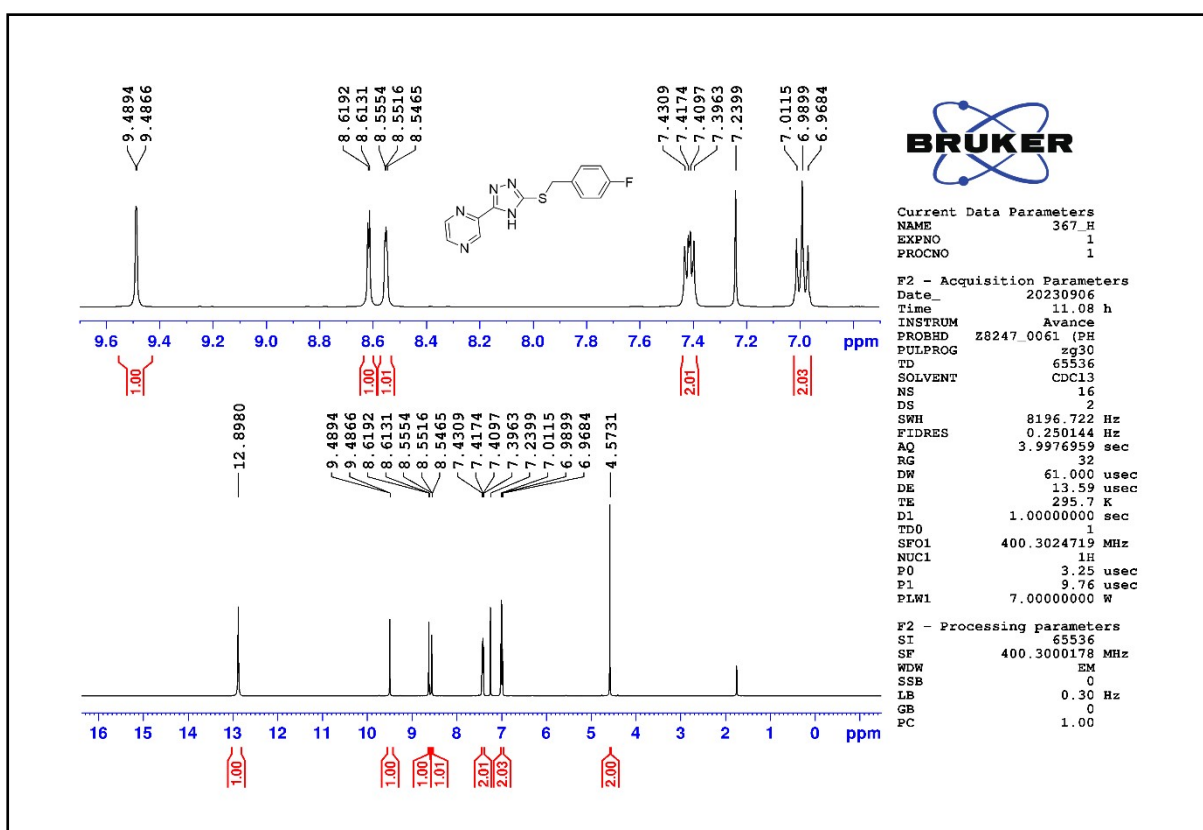 9.4894
9.4866
8.6192
8.6131
8.5554
8.5516
8.5465
7.4309
7.4174
7.4097
7.3963
7.2399
7.0115
6.9899
6.9684
N N
N
N
N
H
S
F
9.6 9.4 9.2 9.0 8.8 8.6 8.4 8.2 8.0 7.8 7.6 7.4 7.2 7.0 ppm
1.00
1.00
1.01
2.01
2.03
12.8980
9.4894
9.4866
8.6192
8.6131
8.5554
8.5516
8.5465
7.4309
7.4174
7.4097
7.3963
7.2399
7.0115
6.9899
6.9684
4.5731
16 15 14 13 12 11 10 9 8 7 6 5 4 3 2 1 0 ppm
1.00
1.00
1.00
1.01
2.01
2.03
2.00
BRUKER
Current Data Parameters
NAME 367_H
EXPNO 1
PROCNO 1
F2 - Acquisition Parameters
Date_ 20230906
Time 11.08 h
INSTRUM Avance
PROBHD Z8247_0061 (PH
PULPROG zg30
TD 65536
SOLVENT CDCl3
NS 16
DS 2
SWH 8196.722 Hz
FIDRES 0.250144 Hz
AQ 3.9976959 sec
RG 32
DW 61.000 usec
DE 13.59 usec
TE 295.7 K
D1 1.00000000 sec
TD0 1
SFO1 400.3024719 MHz
NUC1 1H
P0 3.25 usec
P1 9.76 usec
PLW1 7.00000000 W
F2 - Processing parameters
SI 65536
SF 400.3000178 MHz
WDW EM
SSB 0
LB 0.30 Hz
GB 0
PC 1.00